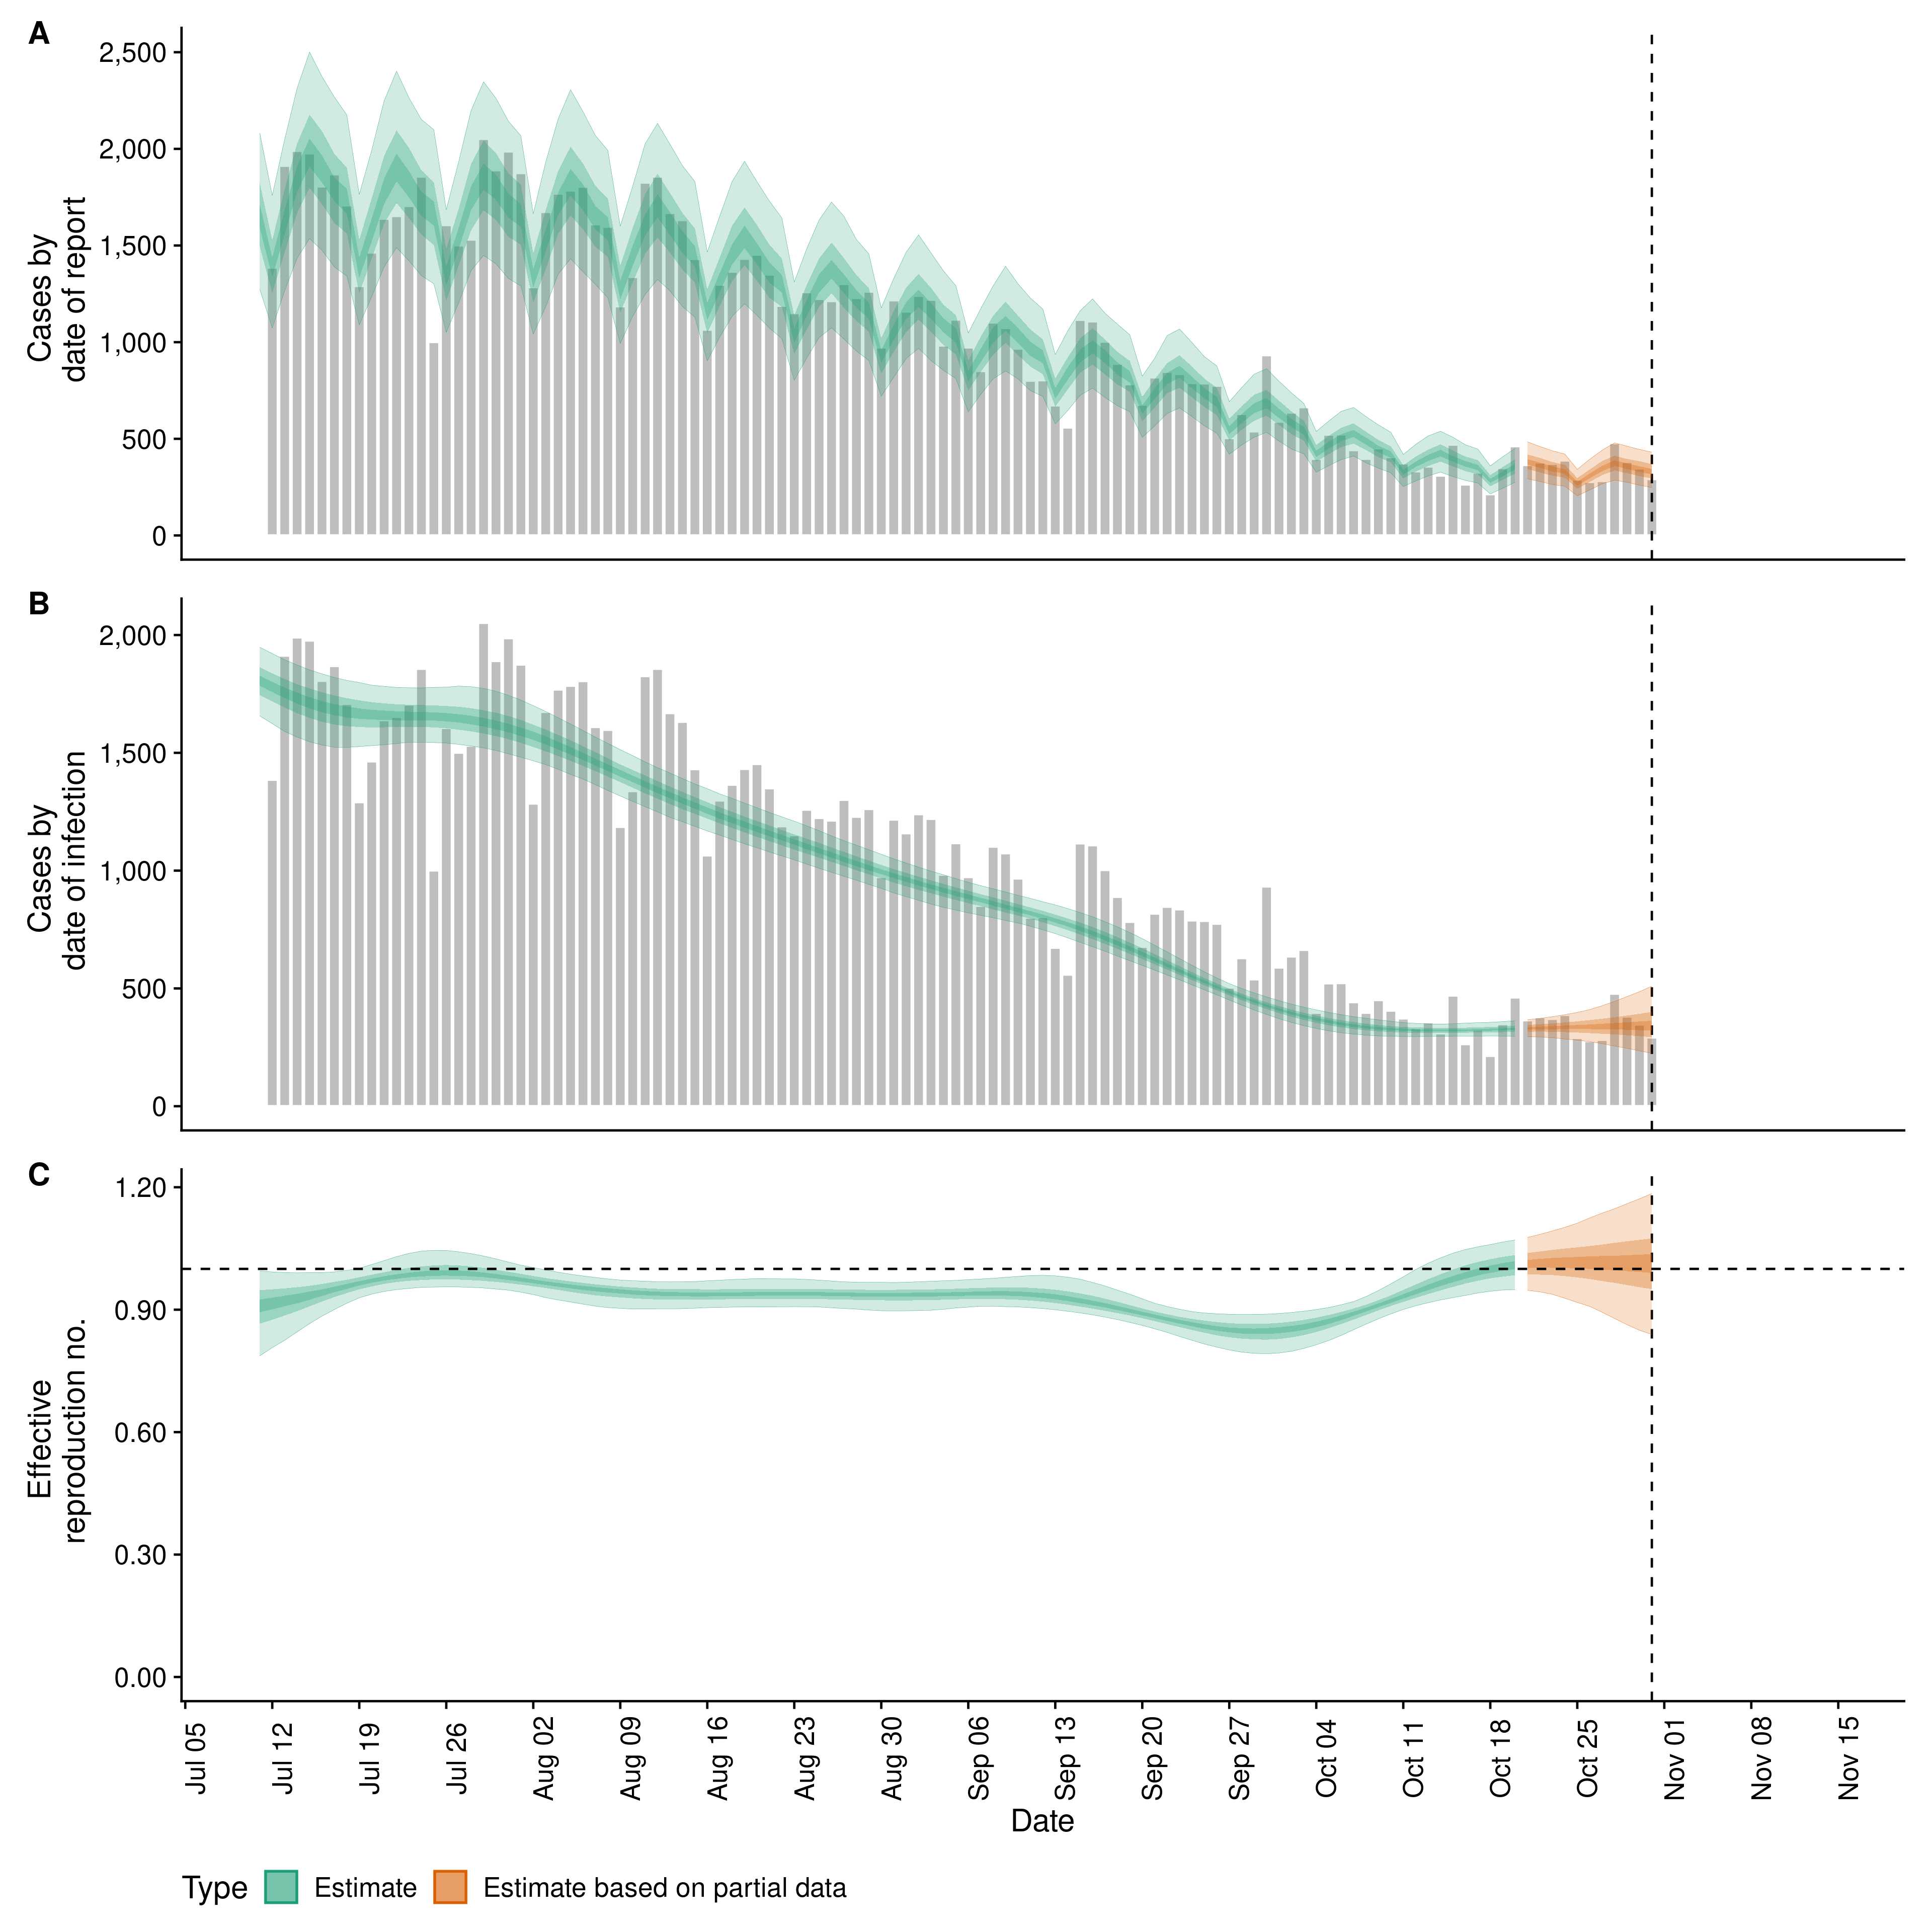 A
2,500
2,000
1,500
1,000
500
0
Cases by
date of report
B
2,000
1,500
1,000
500
0
Cases by
date of infection
C
1.20
0.90
0.60
0.30
0.00
Effective
reproduction no.
Jul 05
Jul 12
Jul 19
Jul 26
Aug 02
Aug 09
Aug 16
Aug 23
Aug 30
Sep 06
Sep 13
Sep 20
Sep 27
Oct 04
Oct 11
Oct 18
Oct 25
Nov 01
Nov 08
Nov 15
Date
Type Estimate Estimate based on partial data